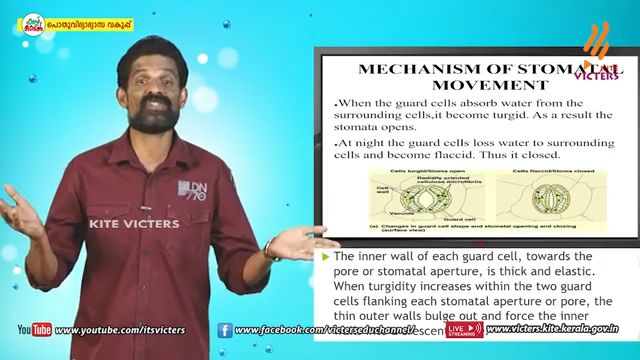 പൊതുവിദ്യാഭ്യാസ വകുപ്പ്
VICTERS
MECHANISM OF STOMATAL
MOVEMENT
.When the guard cells absorb water from the
surrounding cells,it become turgid. As a result the
stomata opens.
.At night the guard cells loss water to surrounding
cells and become flaccid. Thus it closed.
Cells turgid/Stoma open
Cells flaccid/Stoma closed
Radially oriented
cellulose microfibrils
Cell
wall
Vacuole
Guard cell
(a) Changes in guard cell shape and stomatal opening and closing
(surface view)
The inner wall of each guard cell, towards the
pore or stomatal aperture, is thick and elastic.
When turgidity increases within the two guard
cells flanking each stomatal aperture or pore, the
thin outer walls bulge out and force the inner
DN
KITE VICTERS
YouTube www.youtube.com/itsvicters
www.facebook.com/victerseduchannel
LIVE
STREAMING
www.victers.kite.kerala.gov.in